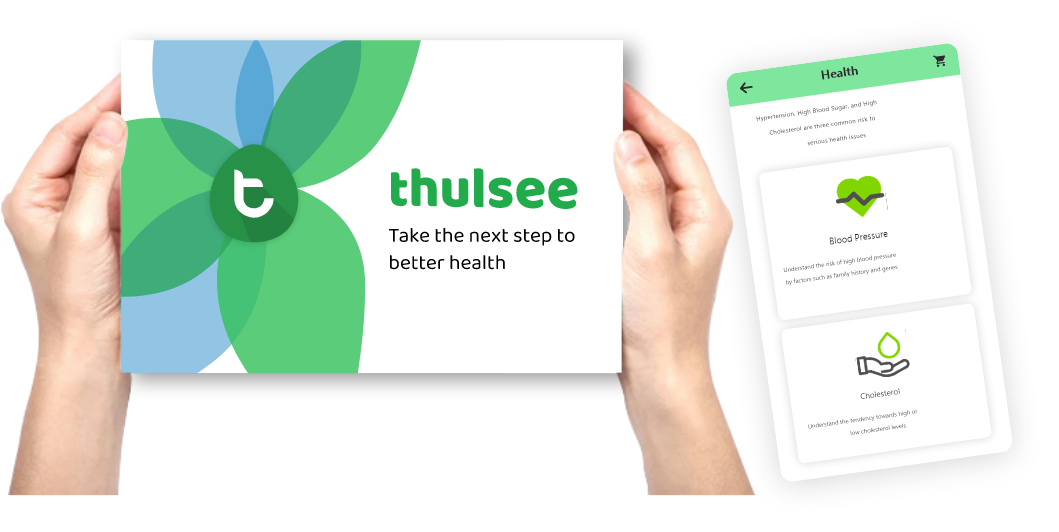 thulsee
Take the next step to
better health
Health
Hypertension, High Blood Sugar, and High
Cholesterol are three common risk to
serious health issues
Blood Pressure
Understand the risk of high blood pressure
by factors such as family history and genes
Cholesterol
Understand the tendency towards high or
low cholesterol levels